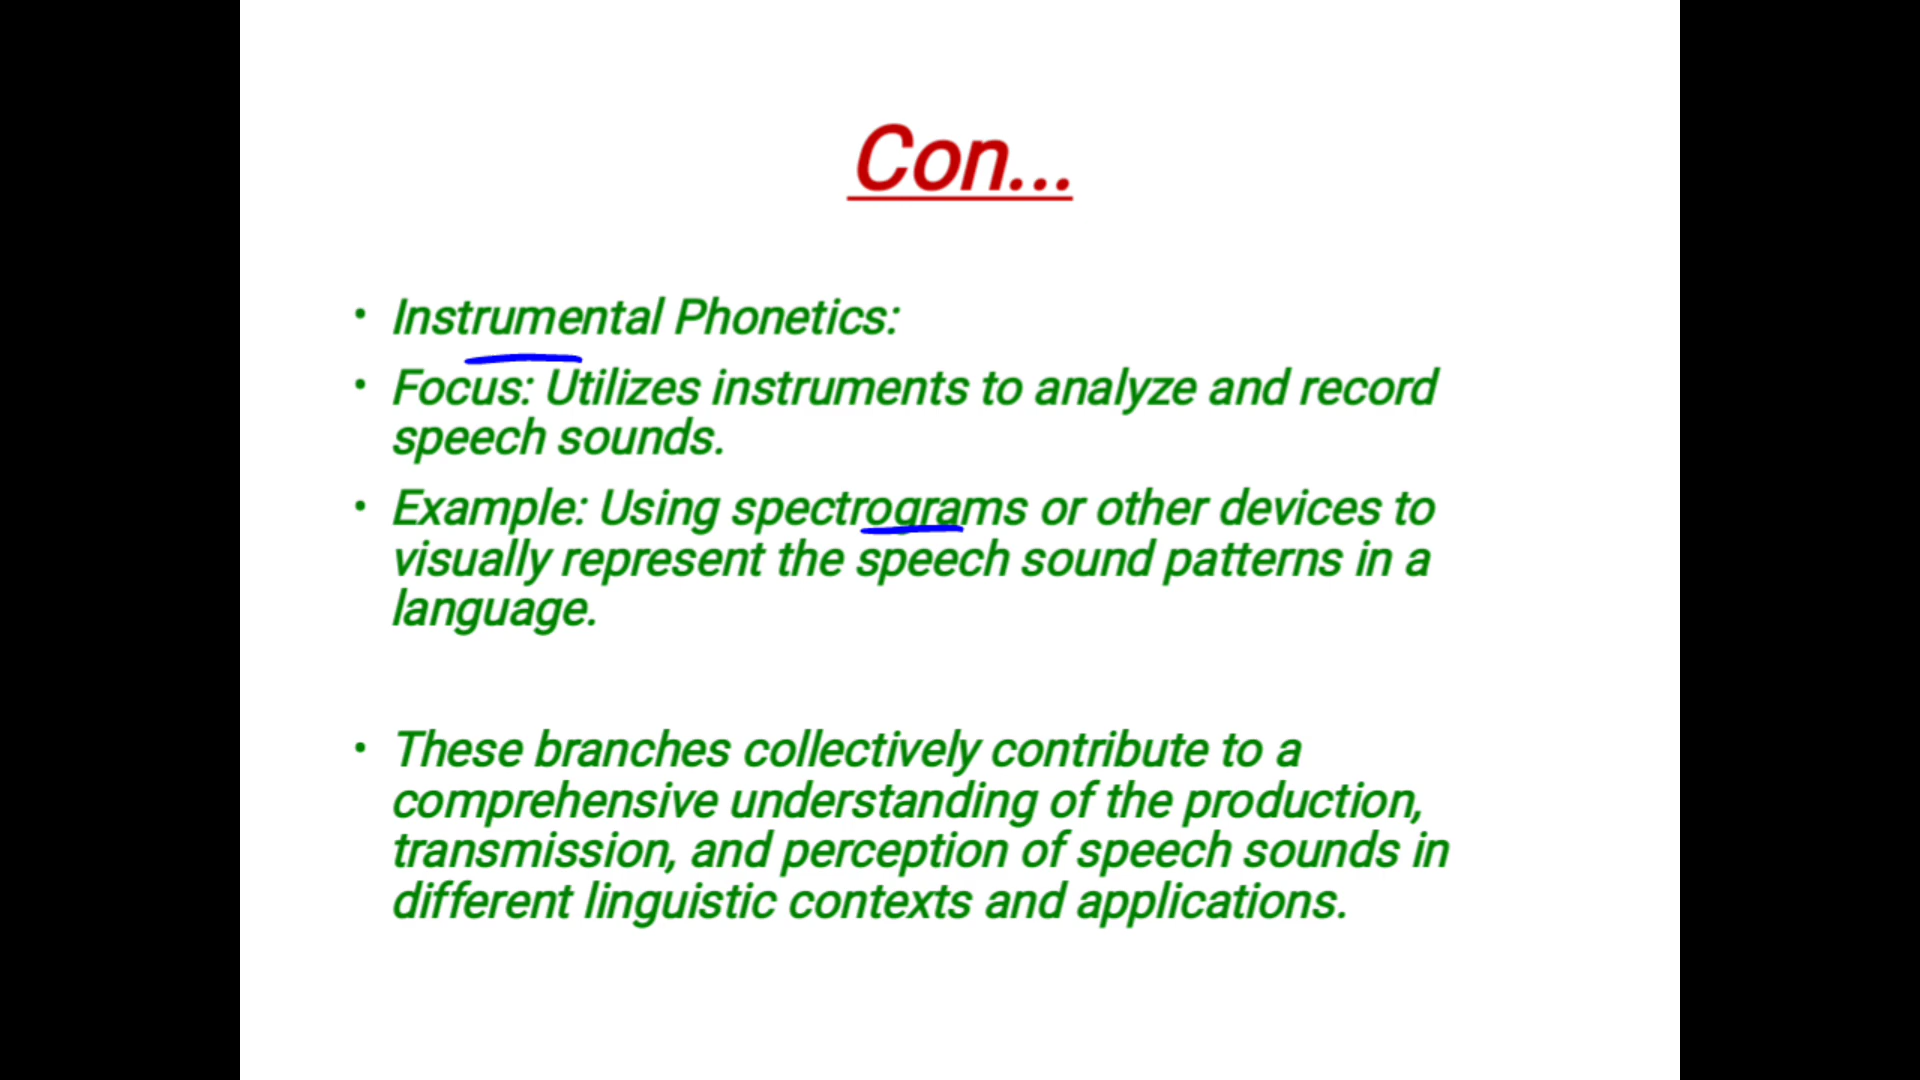 Con...
• Instrumental Phonetics:
• Focus: Utilizes instruments to analyze and record
speech sounds.
• Example: Using spectrograms or other devices to
visually represent the speech sound patterns in a
language.
• These branches collectively contribute to a
comprehensive understanding of the production,
transmission, and perception of speech sounds in
different linguistic contexts and applications.